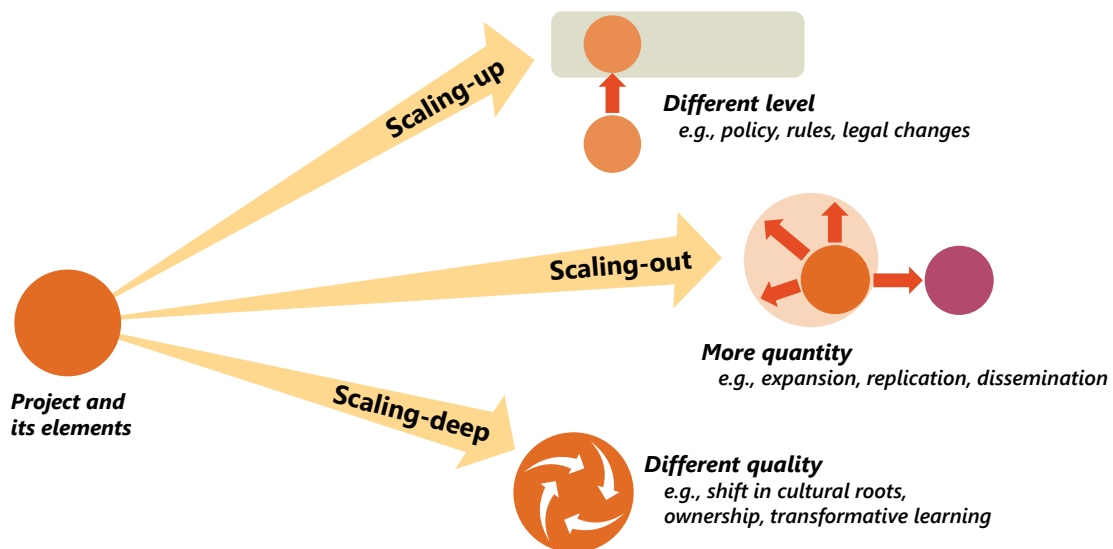 Scaling-up
Different level
e.g., policy, rules, legal changes
Scaling-out
More quantity
e.g., expansion, replication, dissemination
Project and
its elements
Scaling-deep
Different quality
e.g., shift in cultural roots,
ownership, transformative learning